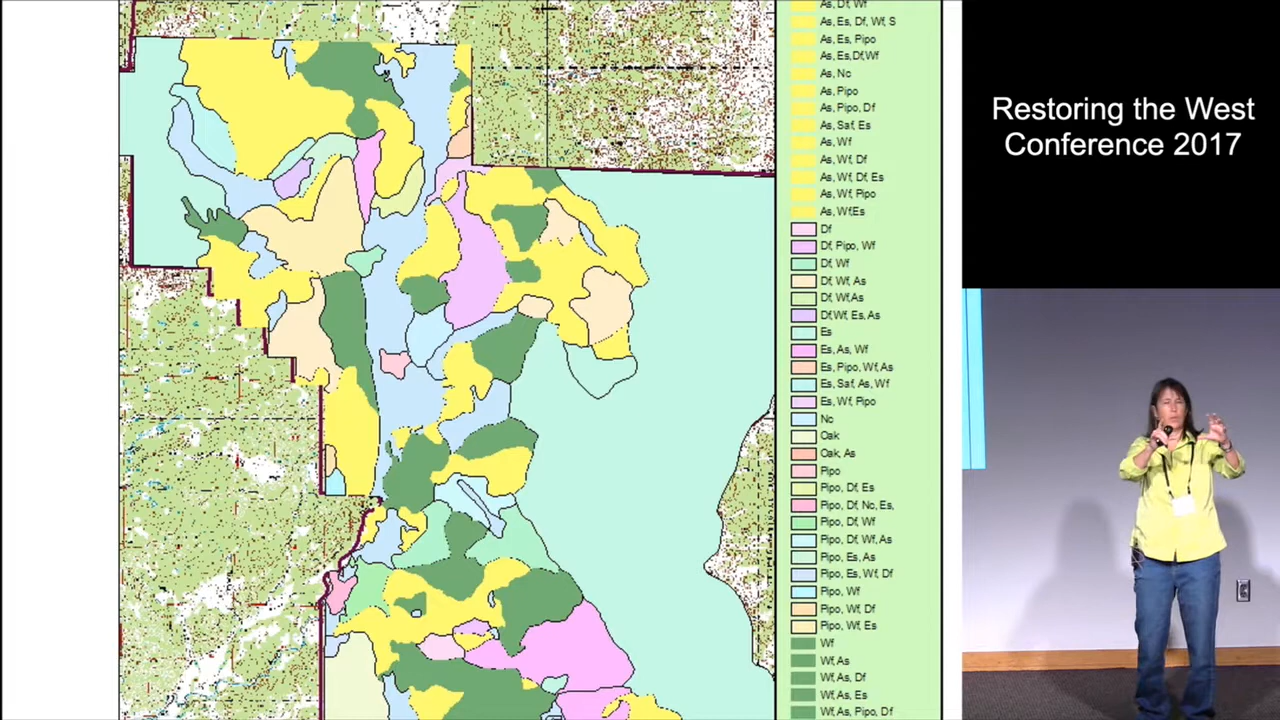 As, Df, Wf
As, Es, Df, Wf, S
As, Es, Pipo
As, Es,Df,Wf
As, Nc
As, Pipo
As, Pipo, Df
As, Saf, Es
As, Wf
As, Wf, Df
As, Wf, Df, Es
As, Wf, Pipo
As, Wf,Es
Df
Df, Pipo, Wf
Df, Wf
Df, Wf, As
Df, Wf,As
Df,Wf, Es, As
Es
Es, As, Wf
Es, Pipo, Wf, As
Es, Saf, As, Wf
Es, Wf, Pipo
Nc
Oak
Oak, As
Pipo
Pipo, Df, Es
Pipo, Df, Nc, Es,
Pipo, Df, Wf
Pipo, Df, Wf, As
Pipo, Es, As
Pipo, Es, Wf, Df
Pipo, Wf
Pipo, Wf, Df
Pipo, Wf, Es
Wf
Wf, As
Wf, As, Df
Wf, As, Es
Wf, As, Pipo, Df
Restoring the West
Conference 2017